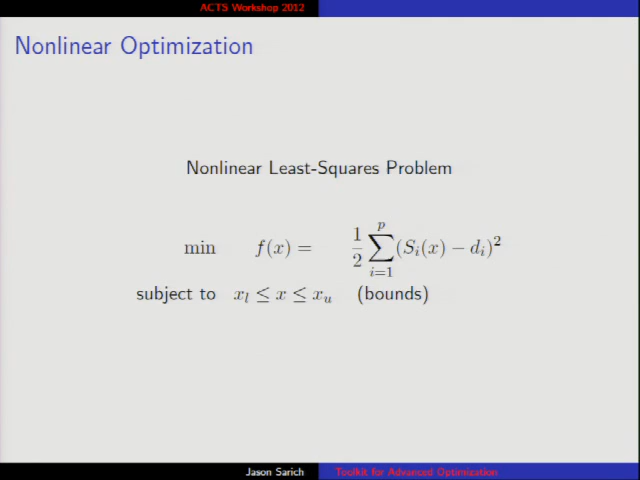 ACTS Workshop 2012
Nonlinear Optimization
Nonlinear Least-Squares Problem
min f(x) = 1/2 ∑_{i=1}^{p} (S_i(x) − d_i)^2
subject to x_l ≤ x ≤ x_u (bounds)
Jason Sarich Toolkit for Advanced Optimization